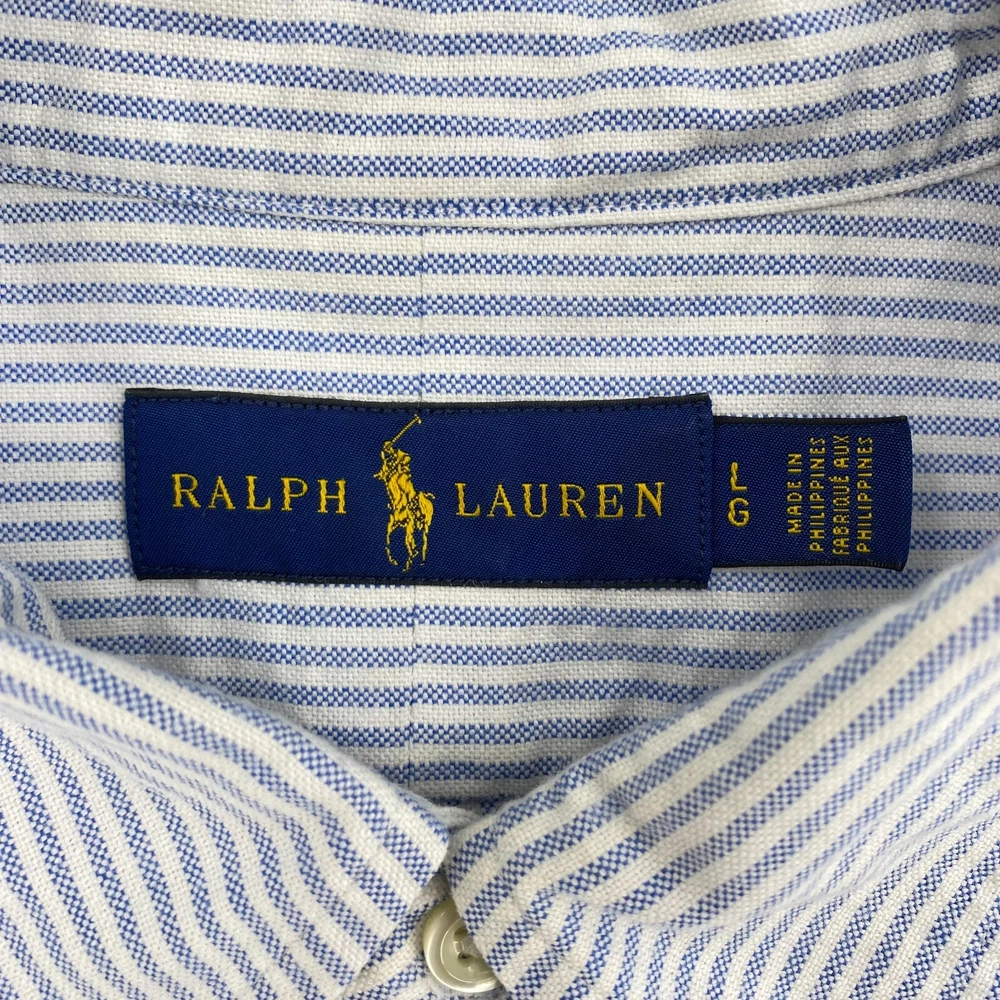 RALPH LAUREN
L
G
MADE IN
PHILIPPINES
FABRIQUÉ AUX
PHILIPPINES